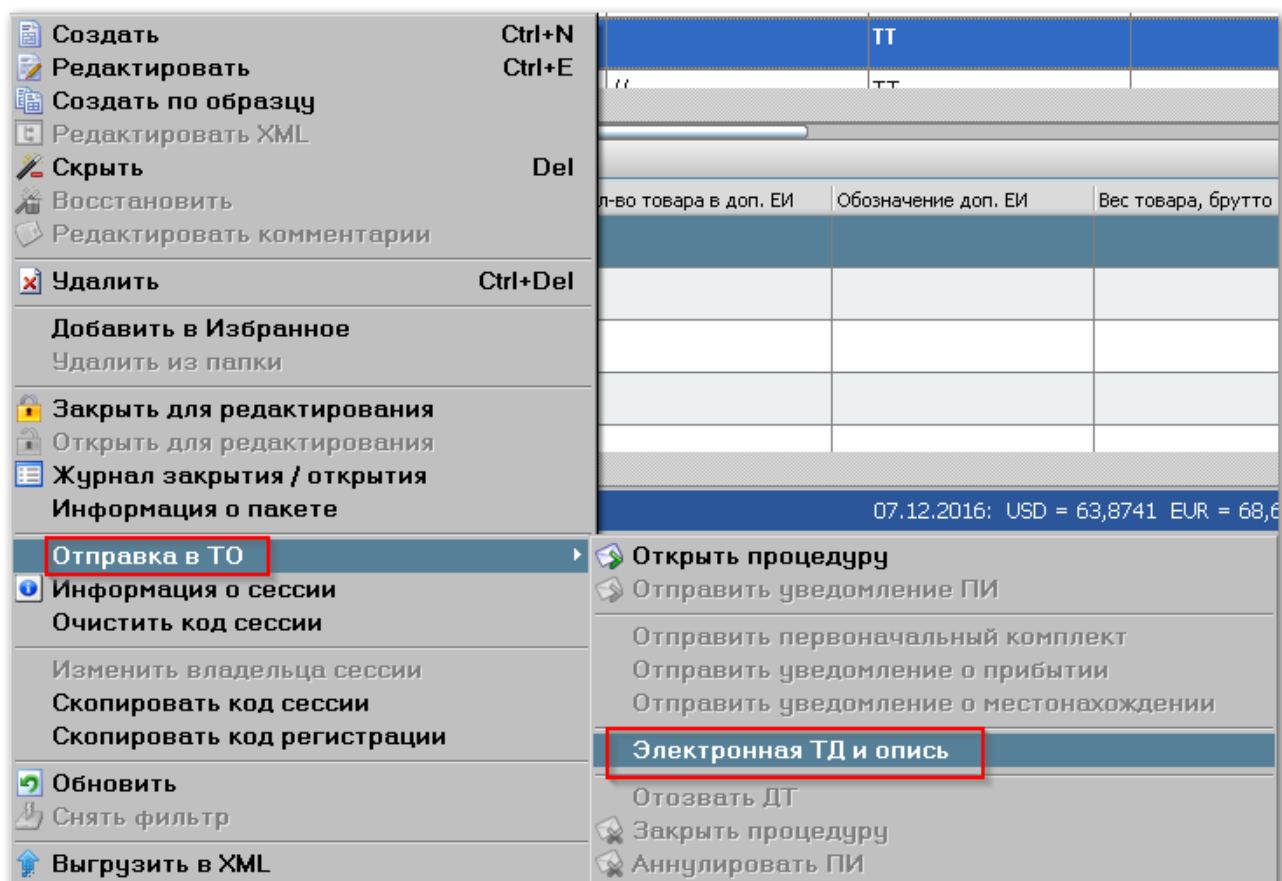 Создать Ctrl+N
Редактировать Ctrl+E
Создать по образцу
Редактировать XML
Скрыть Del
Восстановить
Редактировать комментарии
Удалить Ctrl+Del
Добавить в Избранное
Удалить из папки
Закрыть для редактирования
Открыть для редактирования
Журнал закрытия / открытия
Информация о пакете
Отправка в ТО
Информация о сессии
Очистить код сессии
Изменить владельца сессии
Скопировать код сессии
Скопировать код регистрации
Обновить
Снять фильтр
Выгрузить в XML
ТТ
// ТТ
л-во товара в доп. ЕИ Обозначение доп. ЕИ Вес товара, брутто
07.12.2016: USD = 63,8741 EUR = 68,6
Открыть процедуру
Отправить уведомление ПИ
Отправить первоначальный комплект
Отправить уведомление о прибытии
Отправить уведомление о местонахождении
Электронная ТД и опись
Отозвать ДТ
Закрыть процедуру
Аннулировать ПИ